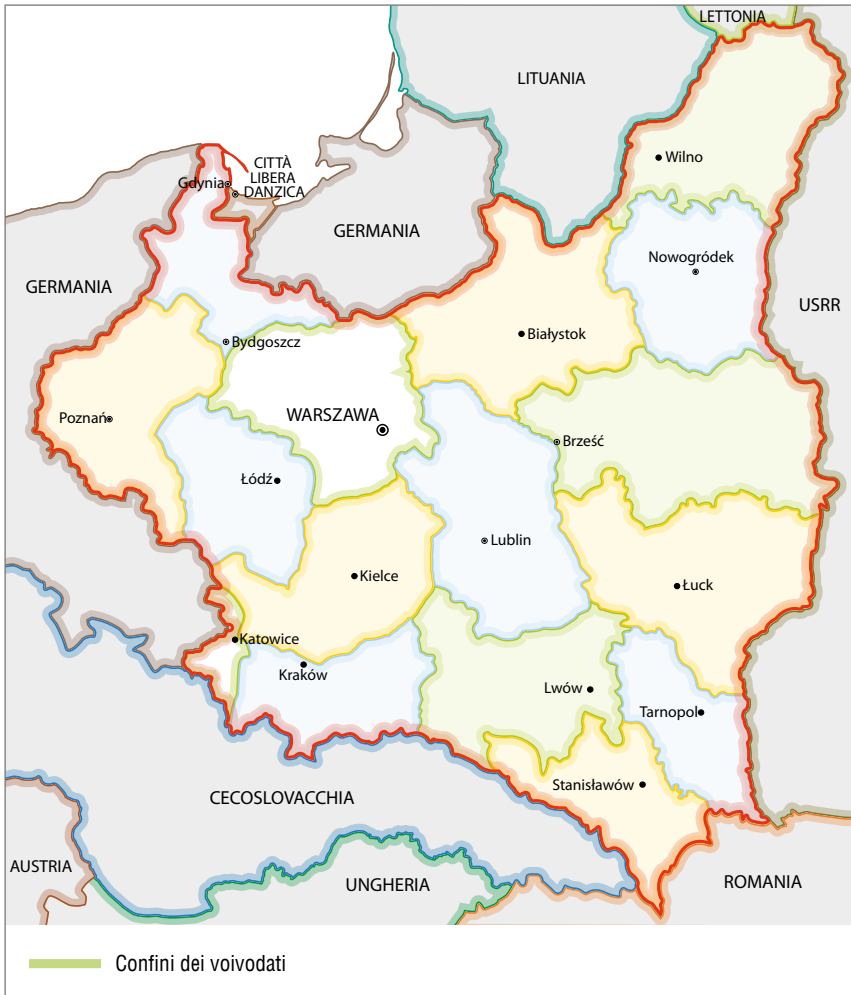 LETTONIA
LITUANIA
Wilno
CITTÀ
LIBERA
DANZICA
Gdynia
GERMANIA
Nowogródek
GERMANIA
USRR
Białystok
Bydgoszcz
Poznań
WARSZAWA
Brześć
Łódź
Lublin
Kielce
Łuck
Katowice
Kraków
Lwów
Tarnopol
Stanisławów
CECOSLOVACCHIA
AUSTRIA
UNGHERIA
ROMANIA
Confini dei voivodati